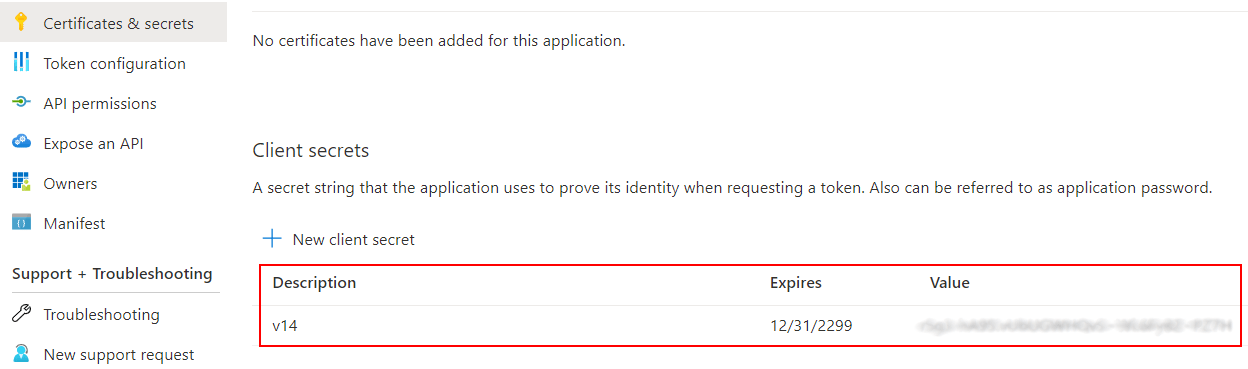 Certificates & secrets
Token configuration
API permissions
Expose an API
Owners
Manifest
Support + Troubleshooting
Troubleshooting
New support request
No certificates have been added for this application.
Client secrets
A secret string that the application uses to prove its identity when requesting a token. Also can be referred to as application password.
New client secret
Description Expires Value
v14 12/31/2299